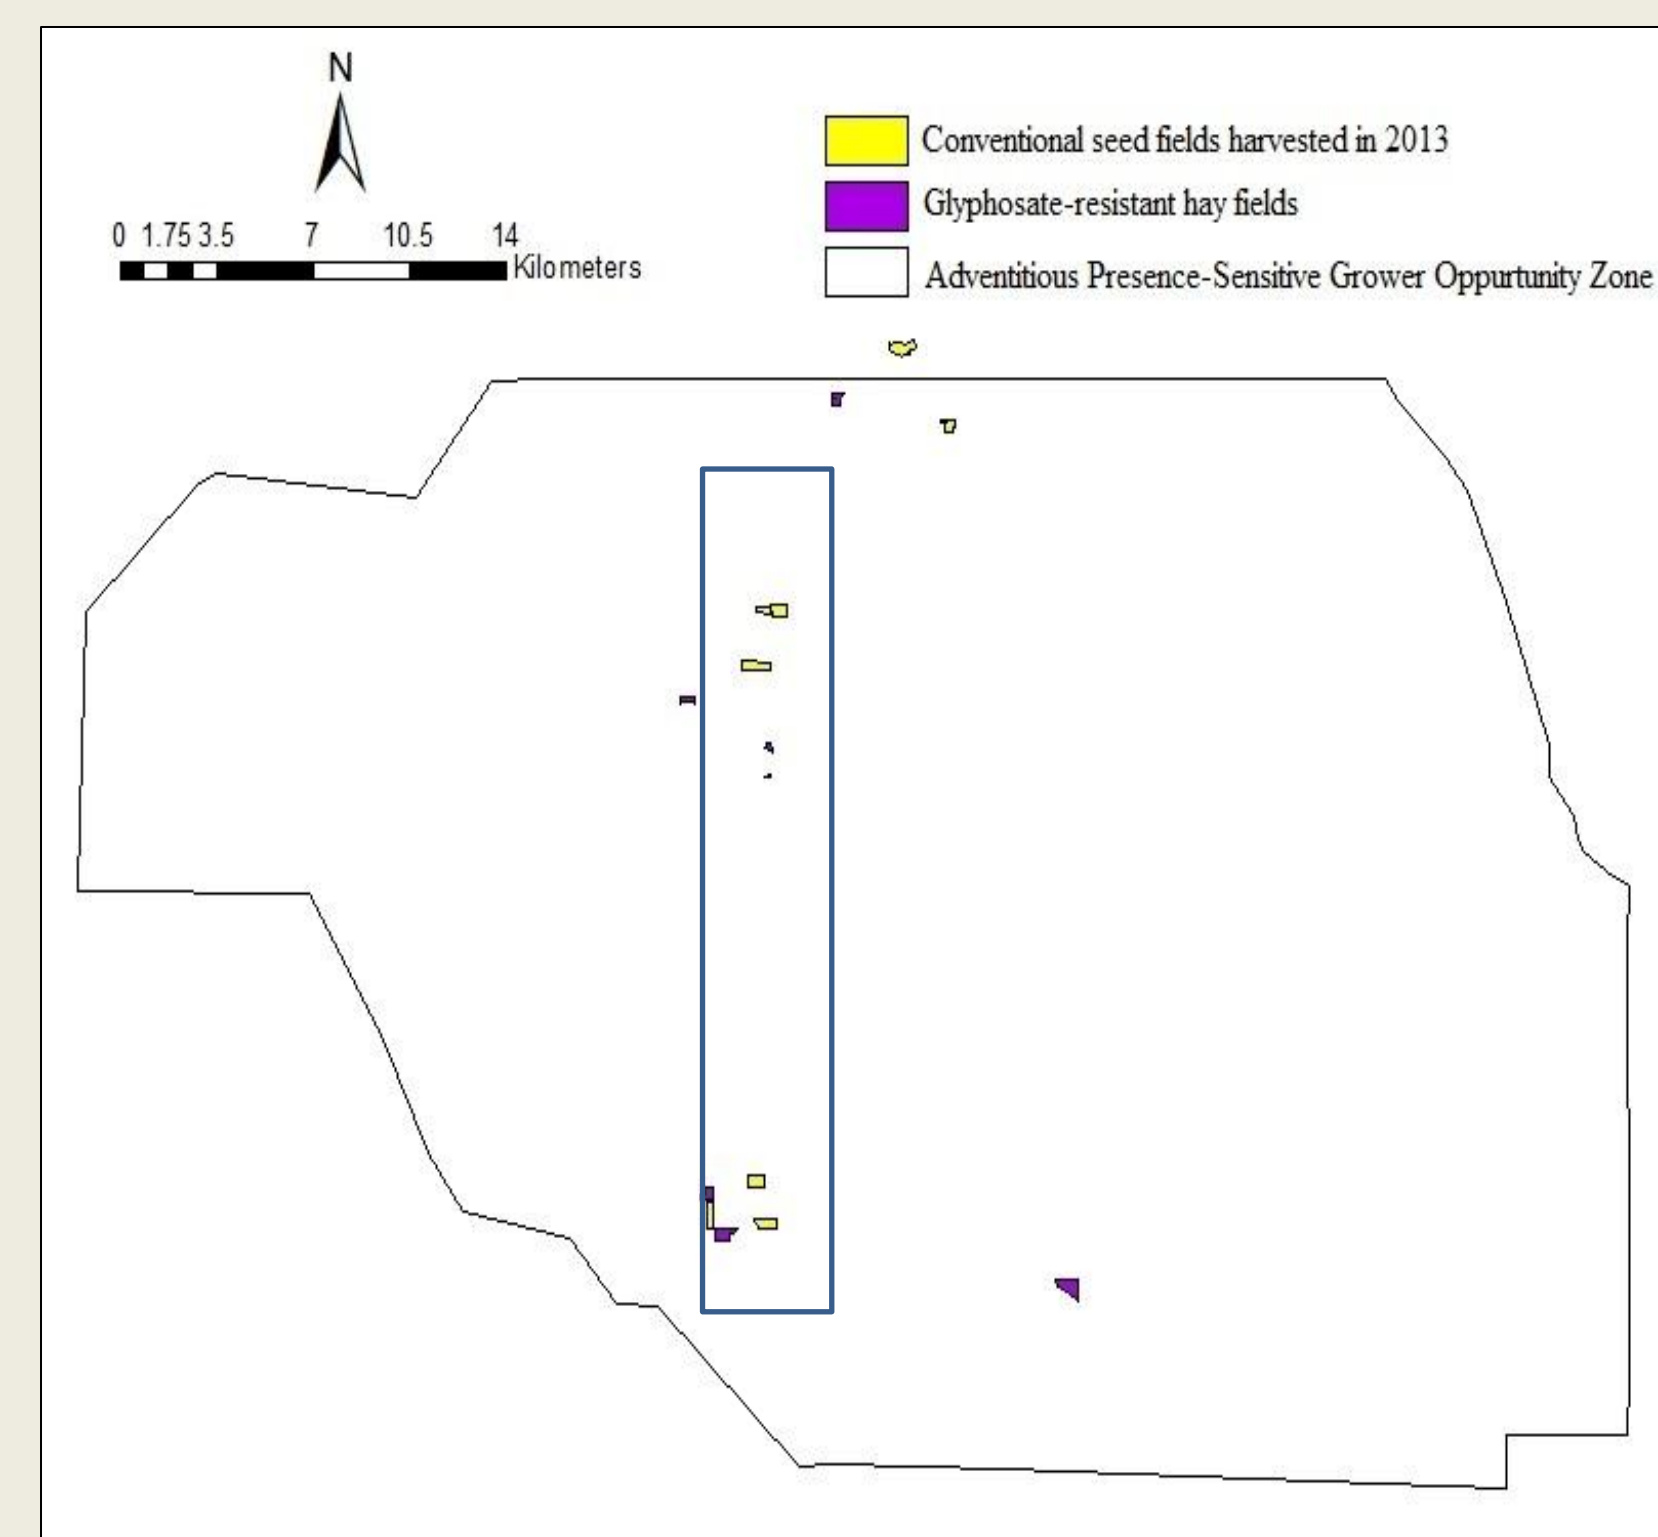 N
0 1.75 3.5 7 10.5 14
Kilometers
Conventional seed fields harvested in 2013
Glyphosate-resistant hay fields
Adventitious Presence-Sensitive Grower Oppurtunity Zone